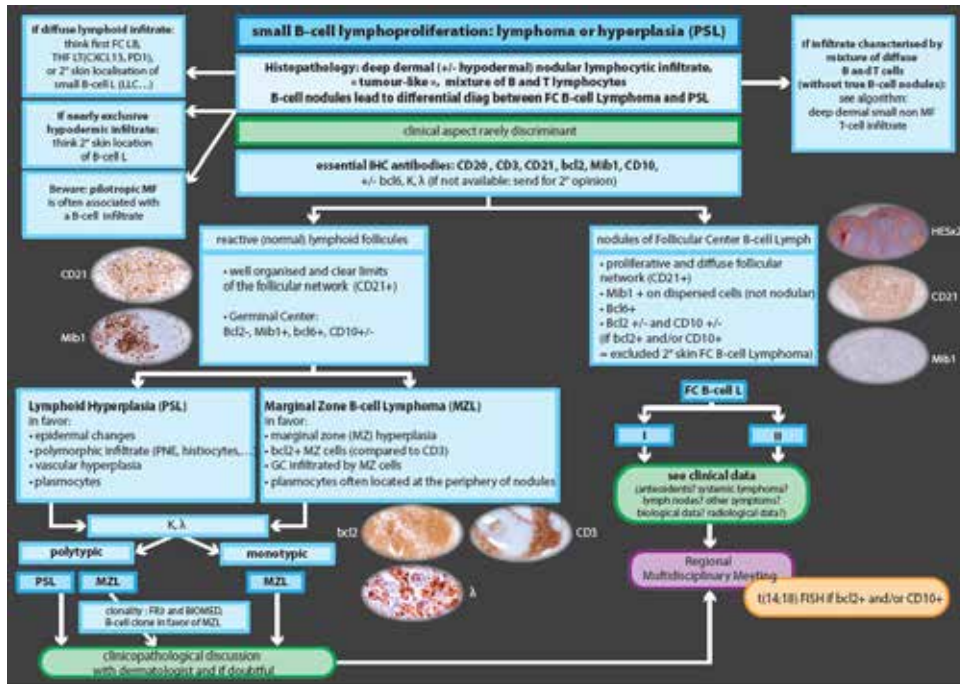 small B-cell lymphoproliferation: lymphoma or hyperplasia (PSL)
If diffuse lymphoid infitrate:
think first FC LB,
THF LT(CXCL13, PD1),
or 2° skin localisation of
small B-cell L (LLC...)
Histopathology: deep dermal (+/- hypodermal) nodular lymphocytic infitrate,
« tumour-like », mixture of B and T lymphocytes
B-cell nodules lead to differential diag between FC B-cell Lymphoma and PSL
If infiltrate characterised by
mixture of diffuse
B and T cells
(without true B-cell nodules):
see algorithm:
deep dermal small non MF
T-cell infiltrate
If nearly exclusive
hypodermic infiltrate:
think 2° skin location
of B-cell L
clinical aspect rarely discriminant
Beware: pilotropic MF
is often associated with
a B-cell infiltrate
essential IHC antibodies: CD20 , CD3, CD21, bcl2, Mib1, CD10,
+/- bcl6, K, λ (if not available: send for 2° opinion)
reactive (normal) lymphoid follicules
• well organised and clear limits
of the follicular network (CD21+)
• Germinal Center:
Bcl2-, Mib1+, bcl6+, CD10+/-
CD21
Mib1
nodules of Follicular Center B-cell Lymph
• proliferative and diffuse follicular
network (CD21+)
• Mib1 + on dispersed cells (not nodular)
• Bcl6+
• Bcl2 +/- and CD10 +/-
(if bcl2+ and/or CD10+
= excluded 2° skin FC B-cell Lymphoma)
HESx2
CD21
Mib1
Lymphoid Hyperplasia (PSL)
in favor:
• epidermal changes
• polymorphic infiltrate (PNE, histiocytes,...)
• vascular hyperplasia
• plasmocytes
Marginal Zone B-cell Lymphoma (MZL)
in favor:
• marginal zone (MZ) hyperplasia
• bcl2+ MZ cells (compared to CD3)
• GC infiltrated by MZ cells
• plasmocytes often located at the periphery of nodules
FC B-cell L
I
II
see clinical data
(antecedents? systemic lymphoma?
lymph nodas? other symptoms?
biological data? radiological data?)
K, λ
polytypic
monotypic
bcl2
CD3
λ
PSL
MZL
MZL
clonality : FR3 and BIOMED,
B-cell clone in favor of MZL
Regional
Multidisciplinary Meeting
t(14;18) FISH if bcl2+ and/or CD10+
clinicopathological discussion
with dermatologist and if doubtful